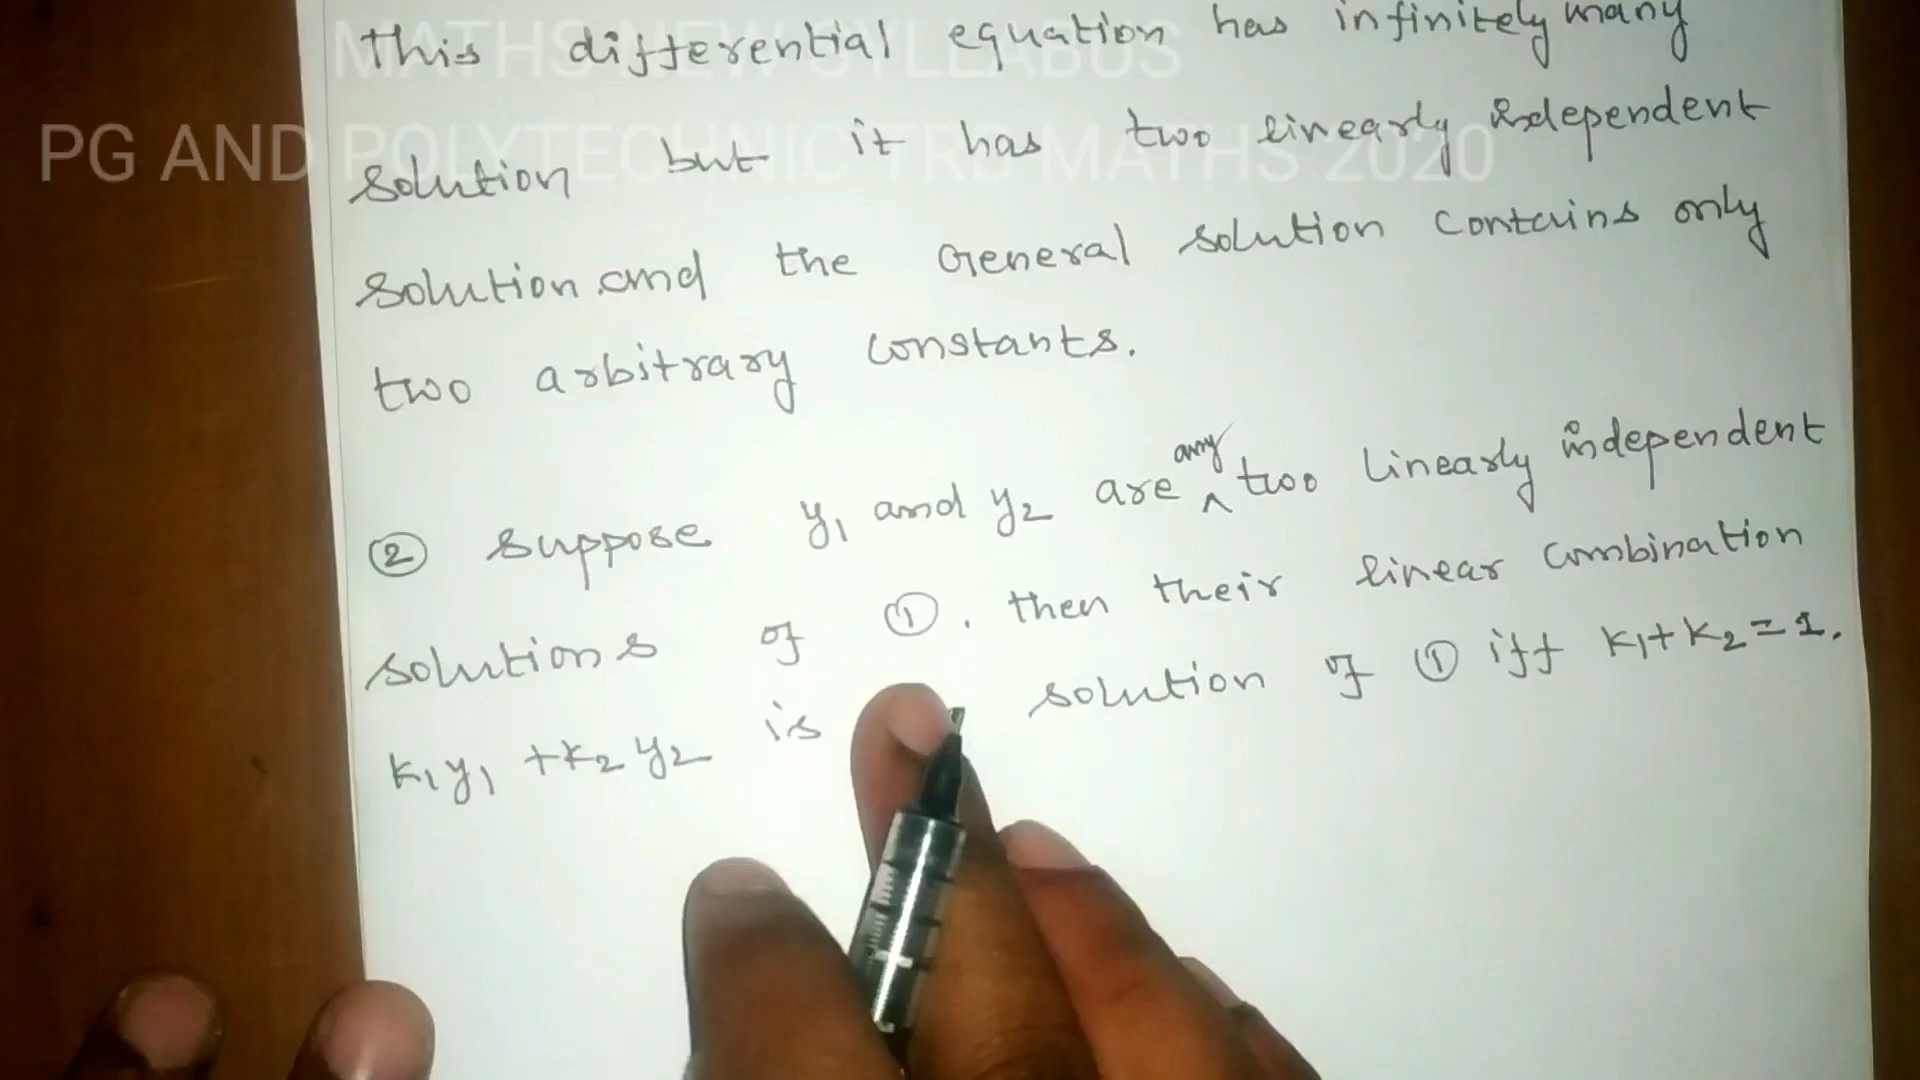 This differential equation has infinitely many
MATHS NEW SYLLABUS
PG AND POLYTECHNIC TRB MATHS 2020
solution but it has two linearly independent
solution and the General solution contains only
two arbitrary constants.
② suppose y₁ and y₂ are ^any two linearly independent
solutions of ①. then their linear combination
k₁y₁ + k₂y₂ is solution of ① iff k₁+k₂=1.